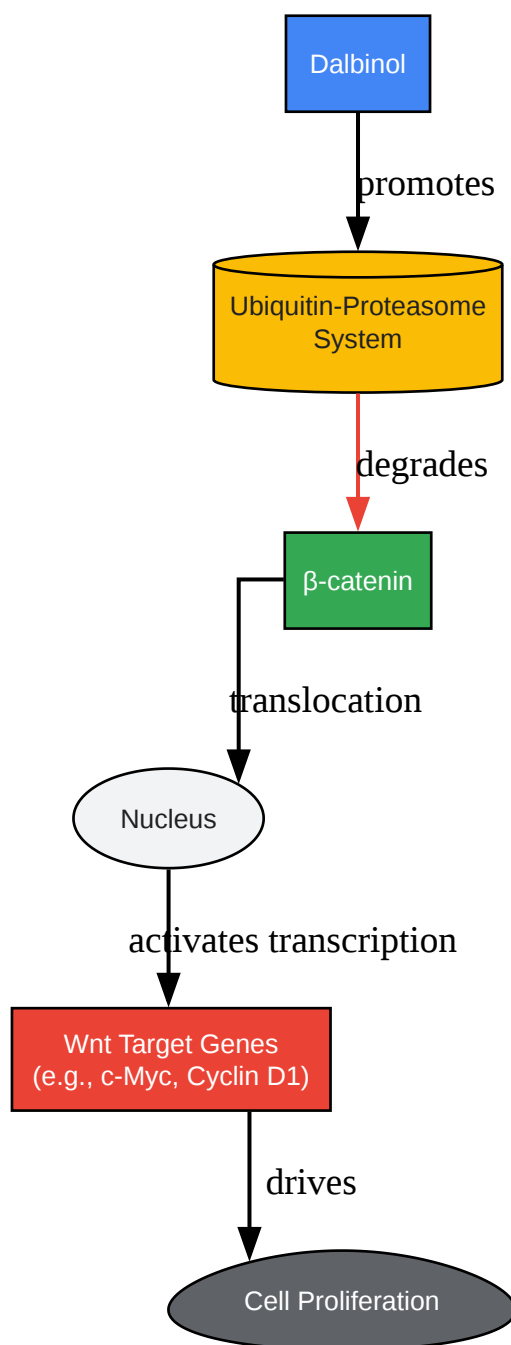 Dalbinol
promotes
Ubiquitin-Proteasome
System
degrades
β-catenin
translocation
Nucleus
activates transcription
Wnt Target Genes
(e.g., c-Myc, Cyclin D1)
drives
Cell Proliferation